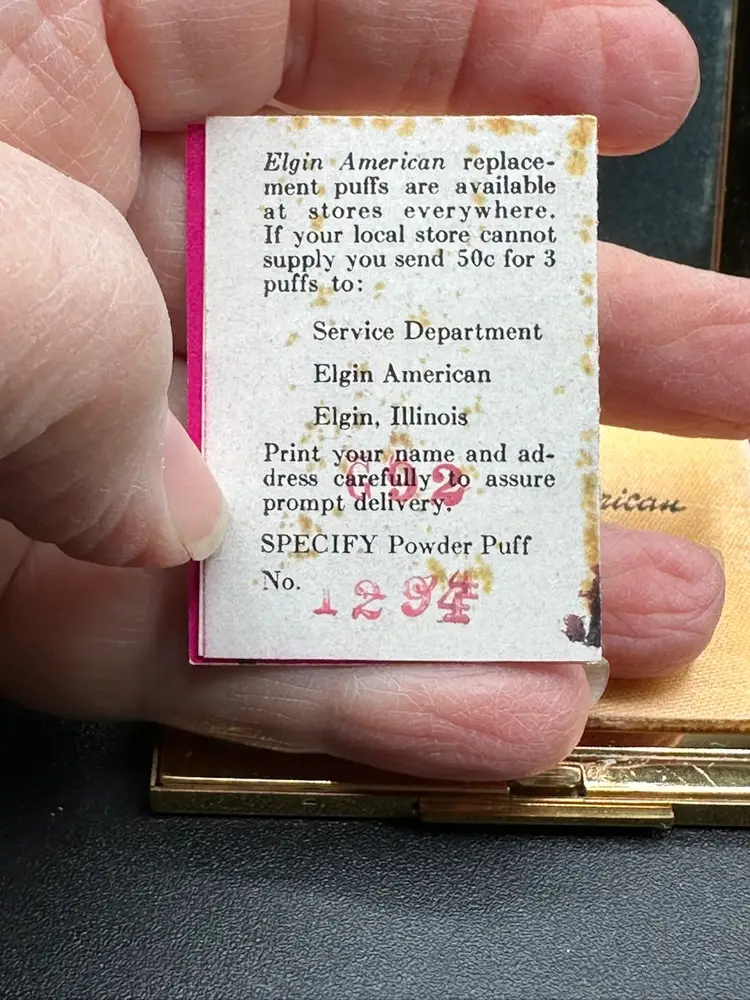 Elgin American replace-
ment puffs are available
at stores everywhere.
If your local store cannot
supply you send 50c for 3
puffs to:
Service Department
Elgin American
Elgin, Illinois
Print your name and ad-
dress carefully to assure
prompt delivery.
SPECIFY Powder Puff
No.
rican